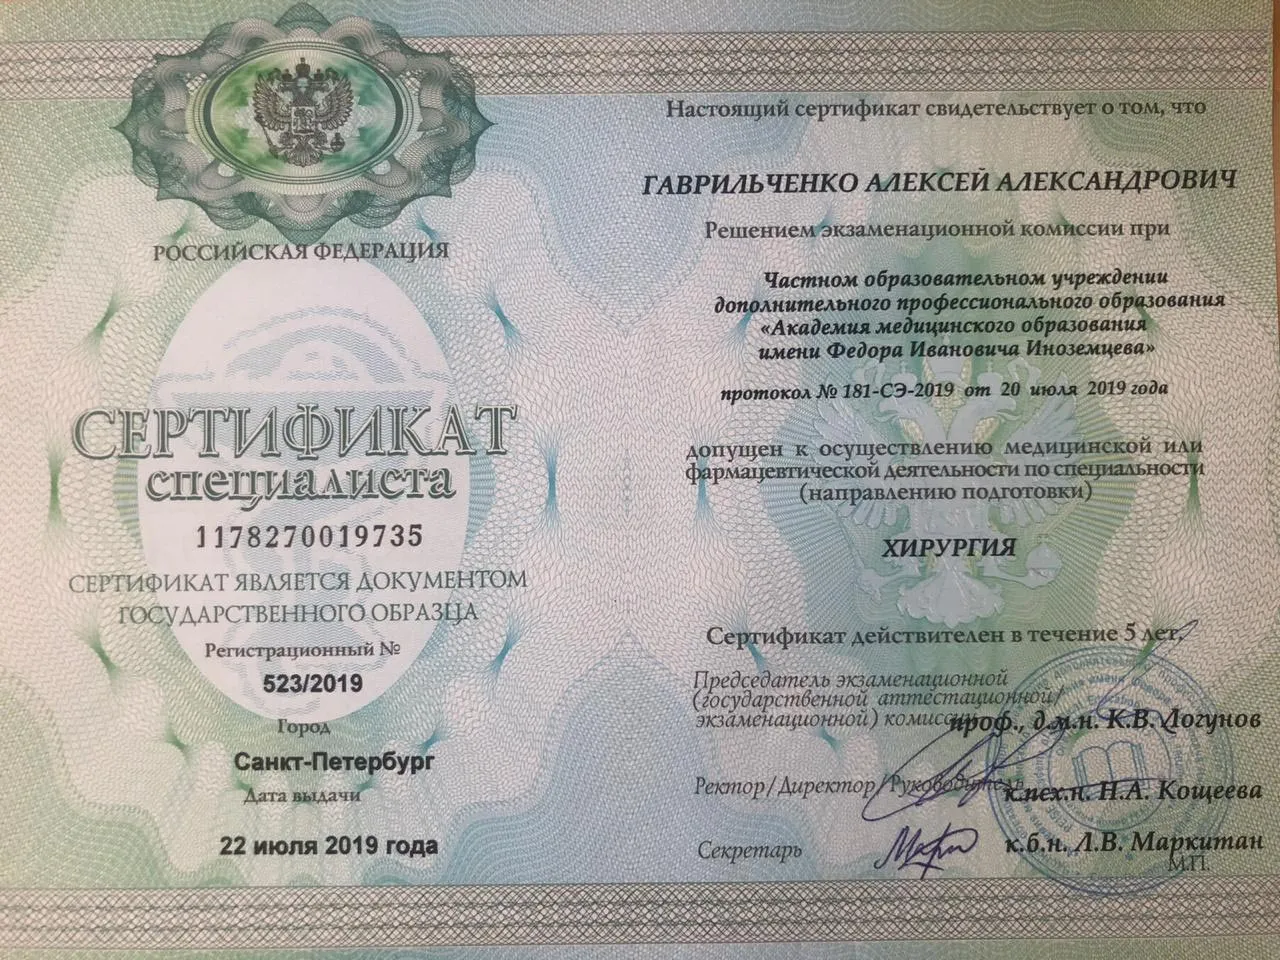 РОССИЙСКАЯ ФЕДЕРАЦИЯ
СЕРТИФИКАТ
специалиста
1178270019735
СЕРТИФИКАТ ЯВЛЯЕТСЯ ДОКУМЕНТОМ
ГОСУДАРСТВЕННОГО ОБРАЗЦА
Регистрационный №
523/2019
Город
Санкт-Петербург
Дата выдачи
22 июля 2019 года
Настоящий сертификат свидетельствует о том, что
ГАВРИЛЬЧЕНКО АЛЕКСЕЙ АЛЕКСАНДРОВИЧ
Решением экзаменационной комиссии при
Частном образовательном учреждении
дополнительного профессионального образования
«Академия медицинского образования
имени Федора Ивановича Иноземцева»
протокол № 181-СЭ-2019 от 20 июля 2019 года
допущен к осуществлению медицинской или
фармацевтической деятельности по специальности
(направлению подготовки)
ХИРУРГИЯ
Сертификат действителен в течение 5 лет.
Председатель экзаменационной
(государственной аттестационной/
экзаменационной) комиссии проф., д.м.н. К.В. Логунов
Ректор/Директор/Руководитель к.псх.н. Н.А. Кощеева
Секретарь к.б.н. Л.В. Маркитан
М.П.